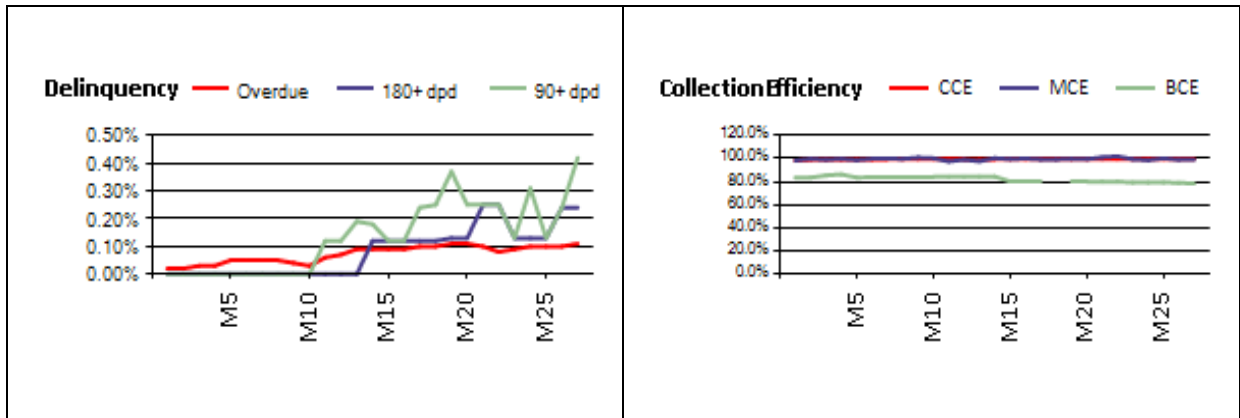 Delinquency Overdue 180+ dpd 90+ dpd
0.50%
0.40%
0.30%
0.20%
0.10%
0.00%
M5
M10
M15
M20
M25
Collection Efficiency CCE MCE BCE
120.0%
100.0%
80.0%
60.0%
40.0%
20.0%
0.0%
M5
M10
M15
M20
M25